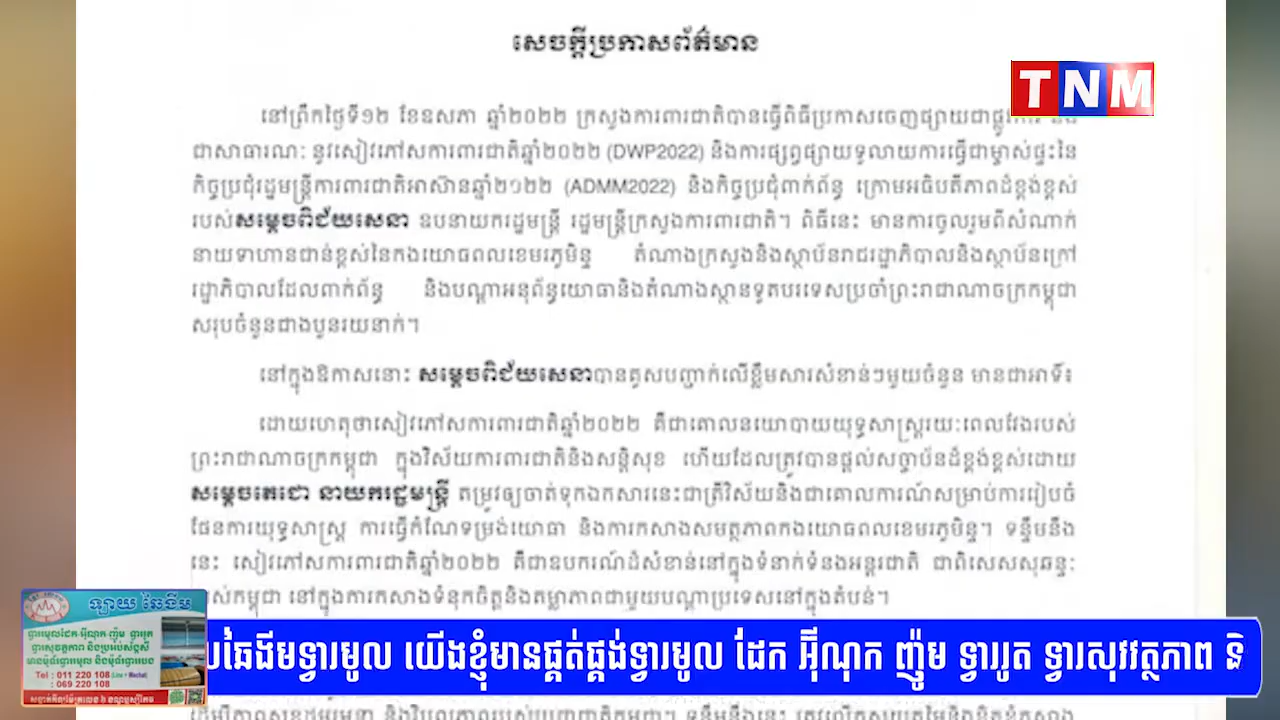 សេចក្តីប្រកាសព័ត៌មាន
TNM
នៅព្រឹកថ្ងៃទី១២ ខែឧសភា ឆ្នាំ២០២២ ក្រសួងការពារជាតិបានធ្វើពិធីប្រកាសចេញផ្សាយជាផ្លូវការ និង
ជាសាធារណៈ នូវសៀវភៅសការពារជាតិឆ្នាំ២០២២ (DWP2022) និងការផ្សព្វផ្សាយទូលាយការធ្វើជាម្ចាស់ផ្ទះនៃ
កិច្ចប្រជុំរដ្ឋមន្ត្រីការពារជាតិអាស៊ានឆ្នាំ២១២២ (ADMM2022) និងកិច្ចប្រជុំពាក់ព័ន្ធ ក្រោមអធិបតីភាពដ៏ខ្ពង់ខ្ពស់
របស់សម្តេចពិជ័យសេនា ឧបនាយករដ្ឋមន្ត្រី រដ្ឋមន្ត្រីក្រសួងការពារជាតិ។ ពិធីនេះ មានការចូលរួមពីសំណាក់
នាយទាហានជាន់ខ្ពស់នៃកងយោធពលខេមរភូមិន្ទ តំណាងក្រសួងនិងស្ថាប័នរាជរដ្ឋាភិបាលនិងស្ថាប័នក្រៅ
រដ្ឋាភិបាលដែលពាក់ព័ន្ធ និងបណ្តាអនុព័ន្ធយោធានិងតំណាងស្ថានទូតបរទេសប្រចាំព្រះរាជាណាចក្រកម្ពុជា
សរុបចំនួនជាងបួនរយនាក់។
នៅក្នុងឱកាសនោះ សម្តេចពិជ័យសេនាបានគូសបញ្ជាក់លើខ្លឹមសារសំខាន់ៗមួយចំនួន មានជាអាទ៍៖
ដោយហេតុថាសៀវភៅសការពារជាតិឆ្នាំ២០២២ គឺជាគោលនយោបាយយុទ្ធសាស្ត្ររយៈពេលវែងរបស់
ព្រះរាជាណាចក្រកម្ពុជា ក្នុងវិស័យការពារជាតិនិងសន្តិសុខ ហើយដែលត្រូវបានផ្តល់សច្ចាប័នដ៏ខ្ពង់ខ្ពស់ដោយ
សម្តេចតេជោ នាយករដ្ឋមន្ត្រី តម្រូវឲ្យចាត់ទុកឯកសារនេះជាត្រីវិស័យនិងជាគោលការណ៍សម្រាប់ការរៀបចំ
ផែនការយុទ្ធសាស្ត្រ ការធ្វើកំណែទម្រង់យោធា និងការកសាងសមត្ថភាពកងយោធពលខេមរភូមិន្ទ។ ទន្ទឹមនឹង
នេះ សៀវភៅសការពារជាតិឆ្នាំ២០២២ គឺជាឧបករណ៍ដ៏សំខាន់នៅក្នុងទំនាក់ទំនងអន្តរជាតិ ជាពិសេសសុឆន្ទៈ
កម្ពុជា នៅក្នុងការកសាងទំនុកចិត្តនិងតម្លាភាពជាមួយបណ្តាប្រទេសនៅក្នុងតំបន់។
ឡាយ ឆៃងីម
Tel : 011 220 108 (Line + Wechat)
: 069 220 108
ឆៃងីមទ្វារមូល យើងខ្ញុំមានផ្គត់ផ្គង់ទ្វារមូល ដែក អ៊ីណុក ញ៉ូម ទ្វាររូត ទ្វារសុវវត្ថភាព និ